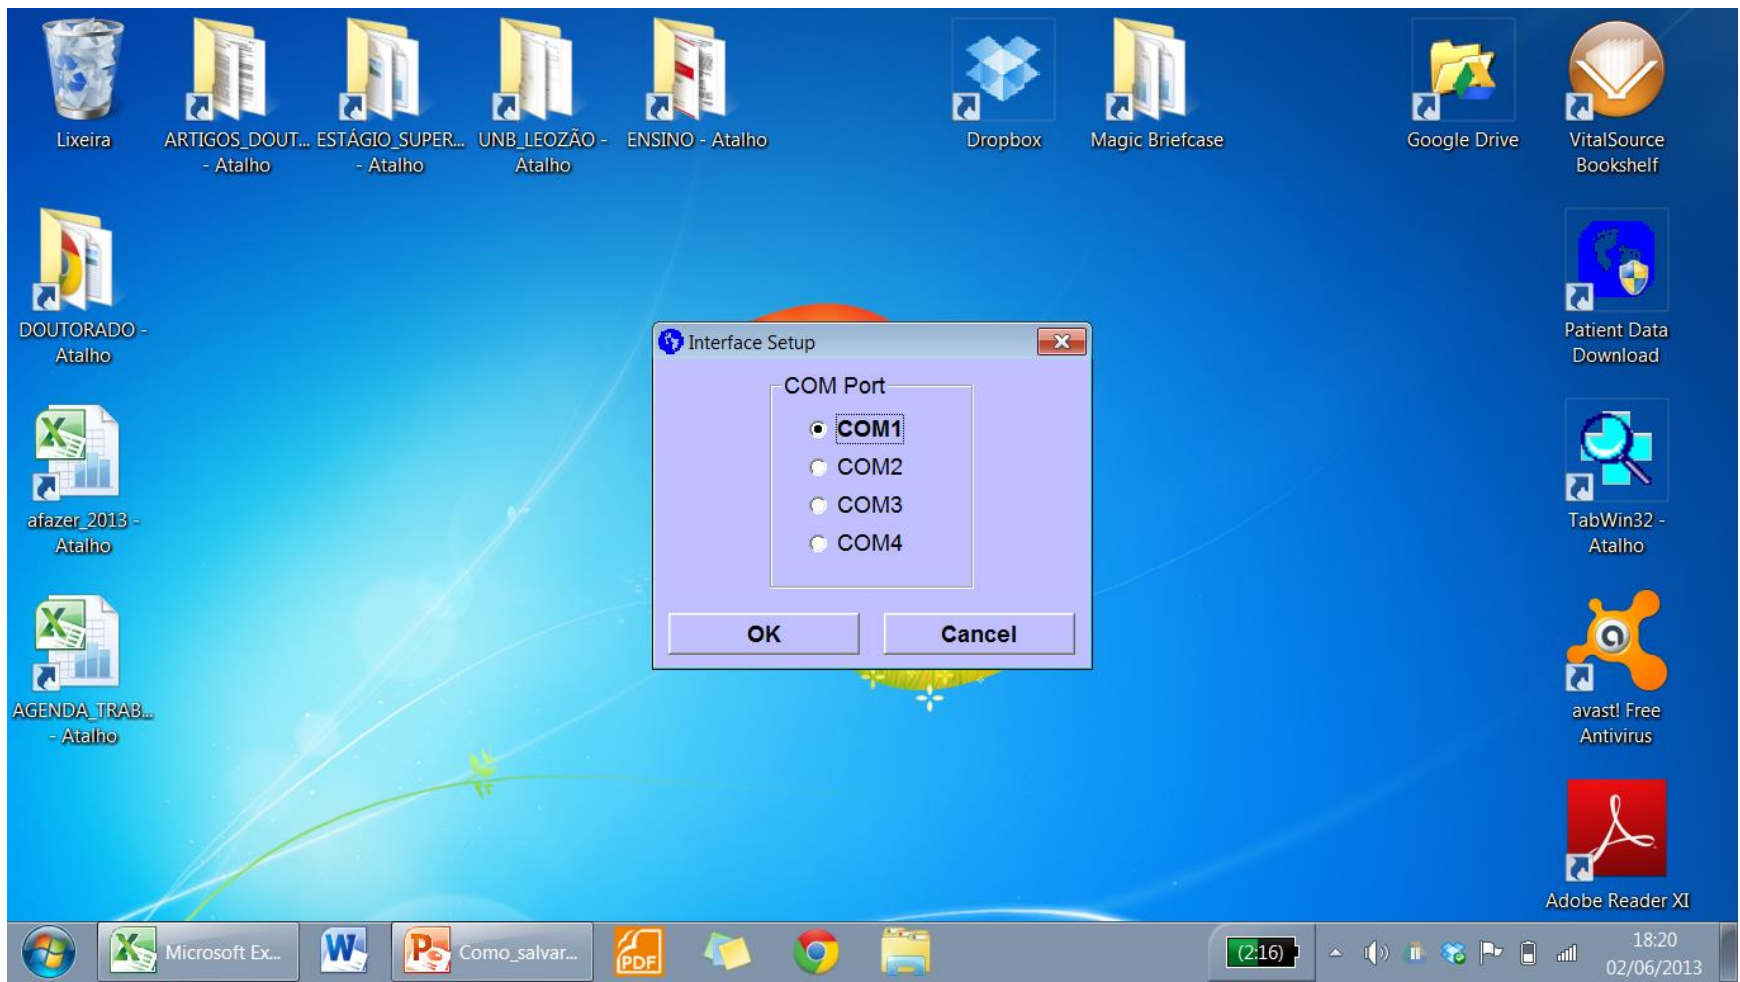 Lixeira
ARTIGOS_DOUT...
- Atalho
ESTÁGIO_SUPER...
- Atalho
UNB_LEOZÃO -
Atalho
ENSINO - Atalho
Dropbox
Magic Briefcase
Google Drive
VitalSource
Bookshelf
DOUTORADO -
Atalho
Patient Data
Download
Interface Setup
COM Port
COM1
COM2
COM3
COM4
OK
Cancel
afazer_2013 -
Atalho
TabWin32 -
Atalho
AGENDA_TRAB...
- Atalho
avast! Free
Antivirus
Adobe Reader XI
Microsoft Ex...
Como_salvar...
PDF
(2:16)
18:20
02/06/2013